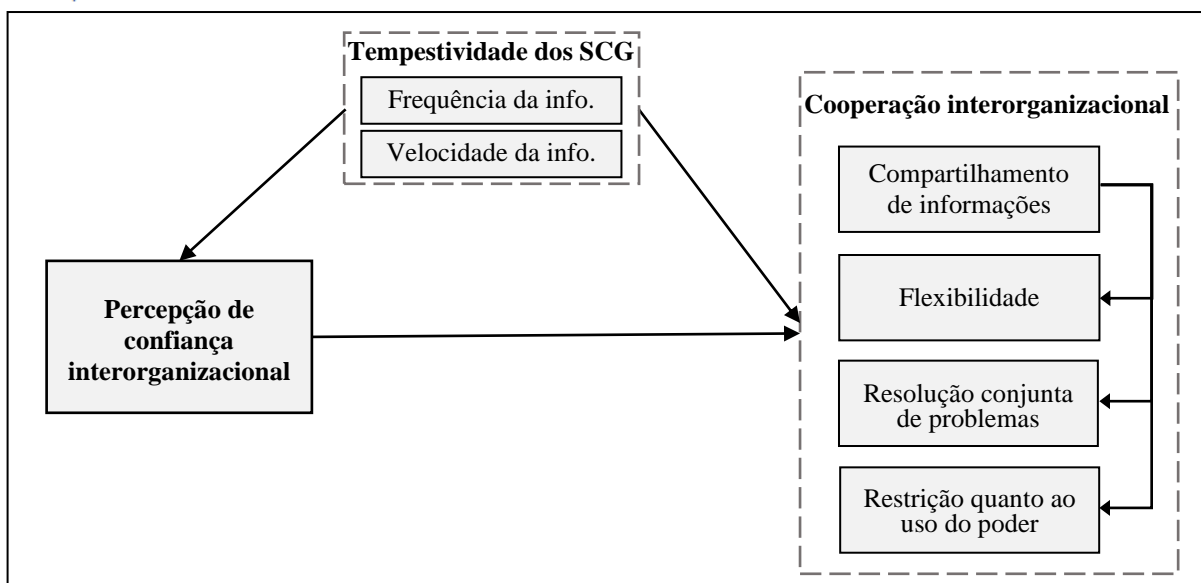 Tempestividade dos SCG
Frequência da info.
Velocidade da info.
Percepção de
confiança
interorganizacional
Cooperação interorganizacional
Compartilhamento
de informações
Flexibilidade
Resolução conjunta
de problemas
Restrição quanto ao
uso do poder